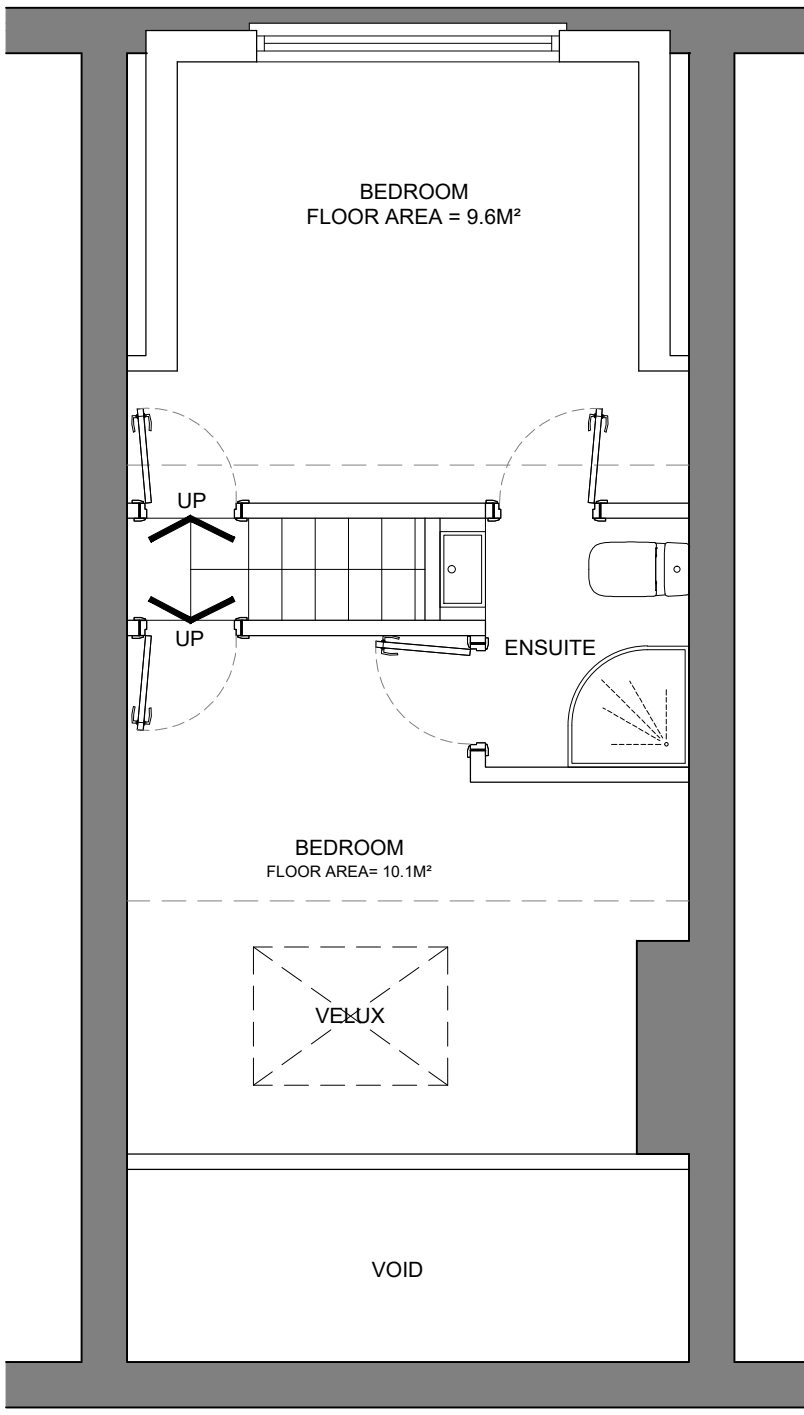 BEDROOM
FLOOR AREA = 9.6M²
UP
UP
ENSUITE
BEDROOM
FLOOR AREA= 10.1M²
VELUX
VOID